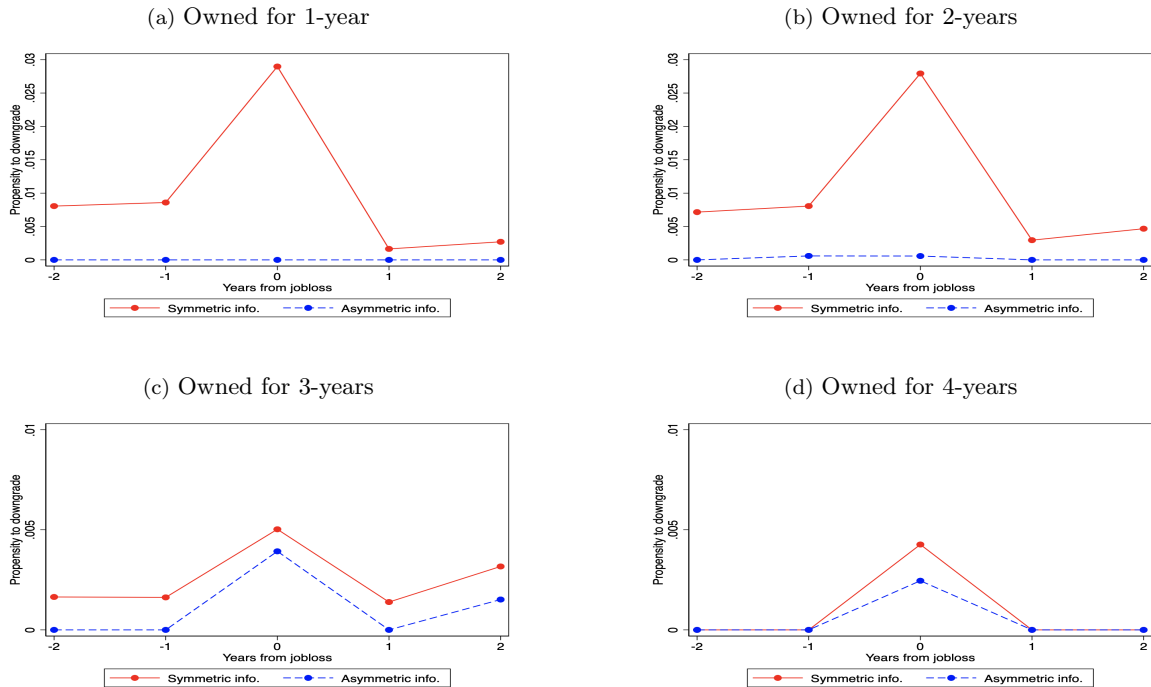 (a) Owned for 1-year
Propensity to downgrade
0 .005 .01 .015 .02 .025 .03
-2 -1 0 1 2
Years from jobloss
Symmetric info. Asymmetric info.
(b) Owned for 2-years
Propensity to downgrade
0 .005 .01 .015 .02 .025 .03
-2 -1 0 1 2
Years from jobloss
Symmetric info. Asymmetric info.
(c) Owned for 3-years
Propensity to downgrade
0 .005 .01
-2 -1 0 1 2
Years from jobloss
Symmetric info. Asymmetric info.
(d) Owned for 4-years
Propensity to downgrade
0 .005 .01
-2 -1 0 1 2
Years from jobloss
Symmetric info. Asymmetric info.